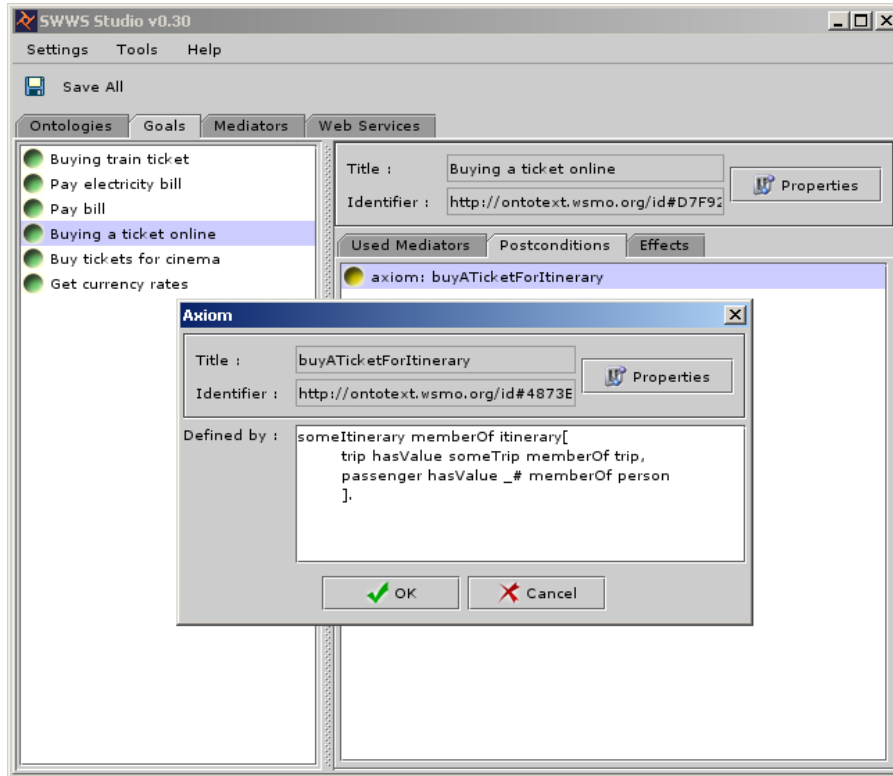 SWWS Studio v0.30
Settings Tools Help
Save All
Ontologies Goals Mediators Web Services
Buying train ticket
Pay electricity bill
Pay bill
Buying a ticket online
Buy tickets for cinema
Get currency rates
Title : Buying a ticket online
Identifier : http://ontotext.wsmo.org/id#D7F92
Properties
Used Mediators Postconditions Effects
axiom: buyATicketForItinerary
Axiom
Title : buyATicketForItinerary
Identifier : http://ontotext.wsmo.org/id#4873E
Properties
Defined by : someItinerary memberOf itinerary[
trip hasValue someTrip memberOf trip,
passenger hasValue _# memberOf person
].
OK Cancel